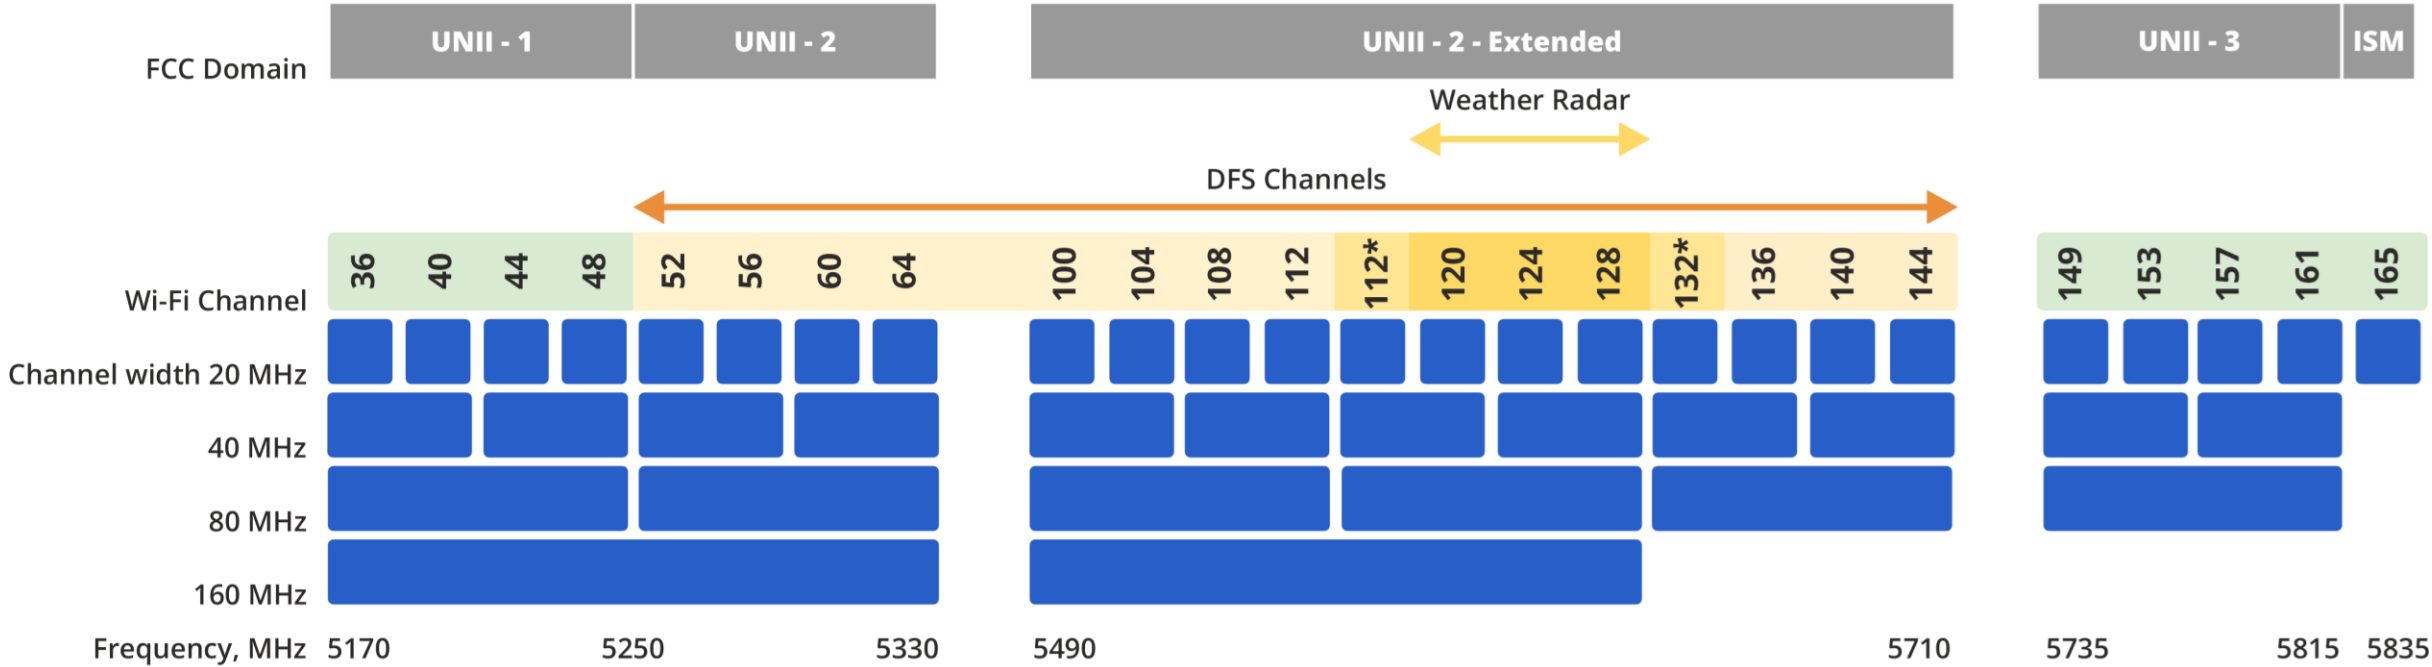 FCC Domain UNII - 1 UNII - 2 UNII - 2 - Extended UNII - 3 ISM
Weather Radar
DFS Channels
Wi-Fi Channel 36 40 44 48 52 56 60 64 100 104 108 112 112* 120 124 128 132* 136 140 144 149 153 157 161 165
Channel width 20 MHz
40 MHz
80 MHz
160 MHz
Frequency, MHz 5170 5250 5330 5490 5710 5735 5815 5835